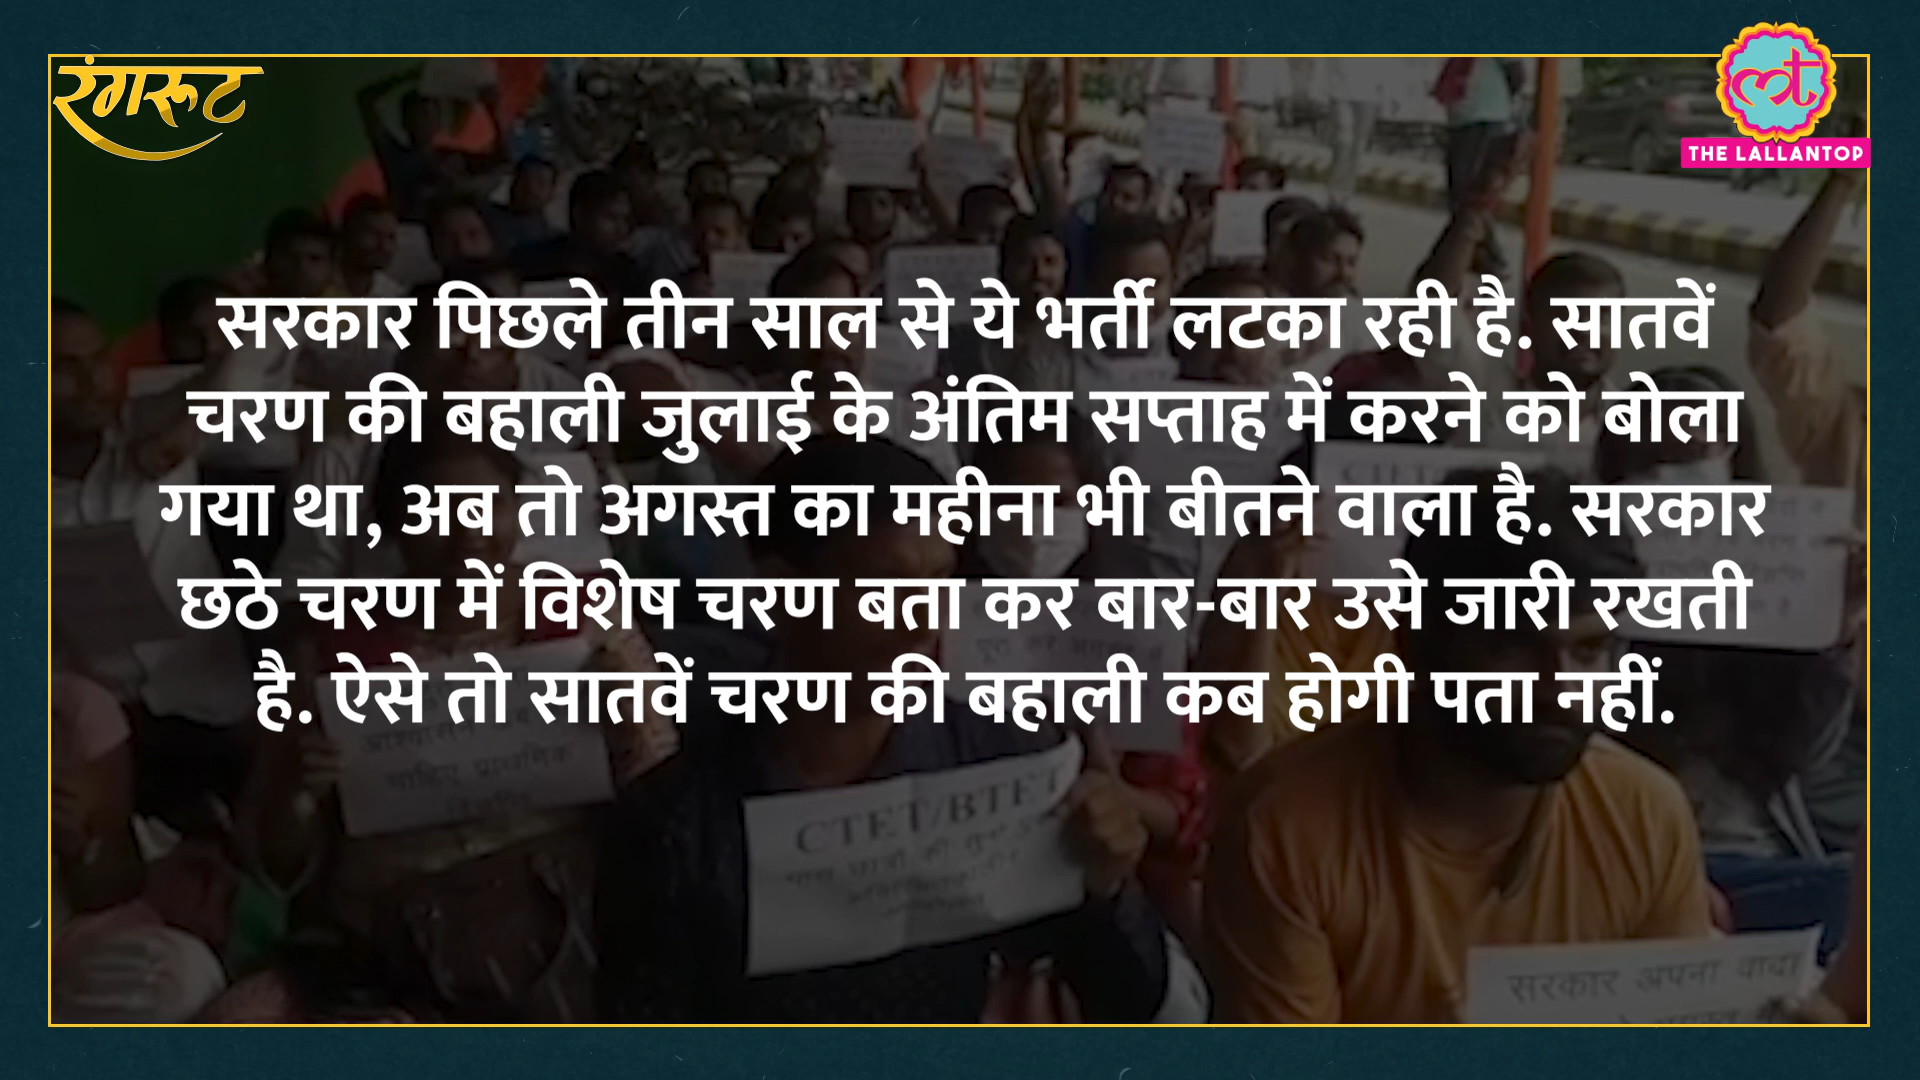 रंगरूट
THE LALLANTOP
सरकार पिछले तीन साल से ये भर्ती लटका रही है. सातवें
चरण की बहाली जुलाई के अंतिम सप्ताह में करने को बोला
गया था, अब तो अगस्त का महीना भी बीतने वाला है. सरकार
छठे चरण में विशेष चरण बता कर बार-बार उसे जारी रखती
है. ऐसे तो सातवें चरण की बहाली कब होगी पता नहीं.
चाहिए प्राथमिक
CTET/BTET
सरकार अपना वादा